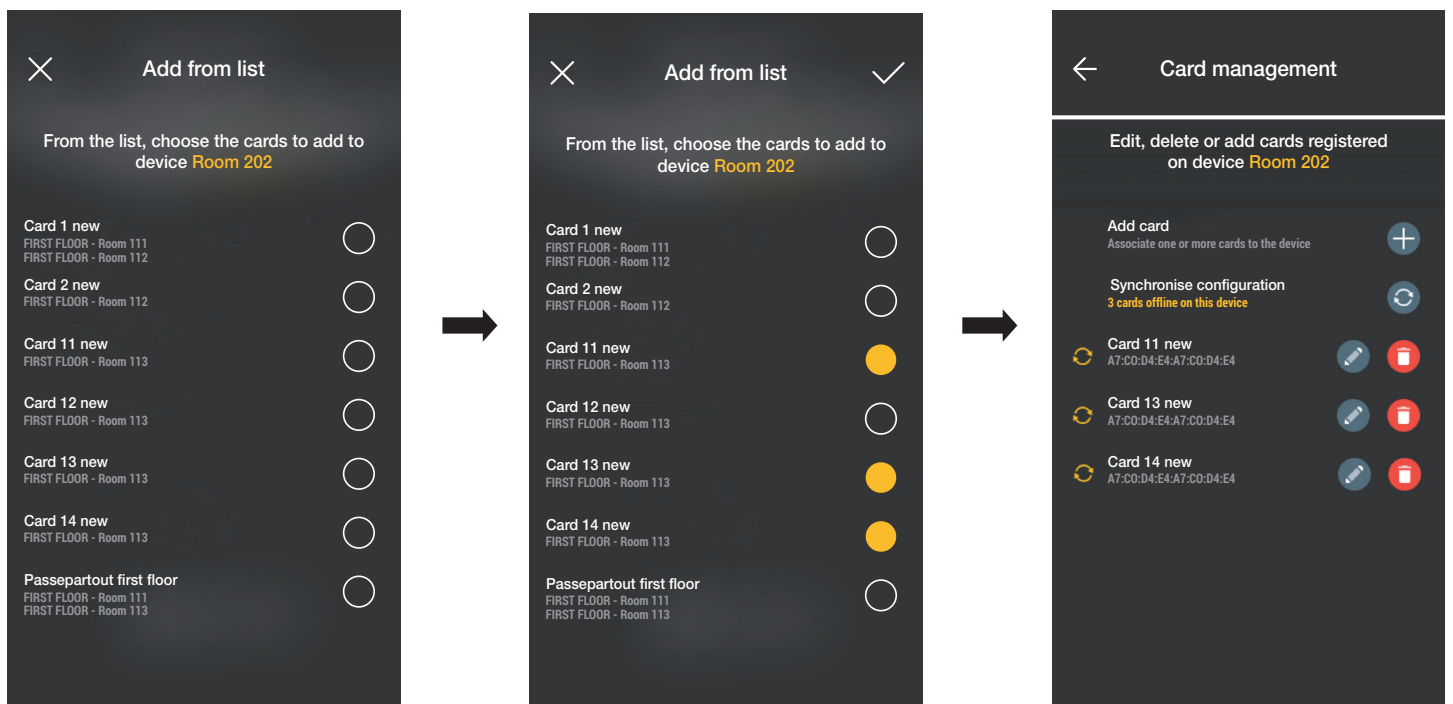 Add from list
From the list, choose the cards to add to
device Room 202
Card 1 new
FIRST FLOOR - Room 111
FIRST FLOOR - Room 112
Card 2 new
FIRST FLOOR - Room 112
Card 11 new
FIRST FLOOR - Room 113
Card 12 new
FIRST FLOOR - Room 113
Card 13 new
FIRST FLOOR - Room 113
Card 14 new
FIRST FLOOR - Room 113
Passepartout first floor
FIRST FLOOR - Room 111
FIRST FLOOR - Room 113
Add from list
From the list, choose the cards to add to
device Room 202
Card 1 new
FIRST FLOOR - Room 111
FIRST FLOOR - Room 112
Card 2 new
FIRST FLOOR - Room 112
Card 11 new
FIRST FLOOR - Room 113
Card 12 new
FIRST FLOOR - Room 113
Card 13 new
FIRST FLOOR - Room 113
Card 14 new
FIRST FLOOR - Room 113
Passepartout first floor
FIRST FLOOR - Room 111
FIRST FLOOR - Room 113
Card management
Edit, delete or add cards registered
on device Room 202
Add card
Associate one or more cards to the device
Synchronise configuration
3 cards offline on this device
Card 11 new
A7:C0:D4:E4:A7:C0:D4:E4
Card 13 new
A7:C0:D4:E4:A7:C0:D4:E4
Card 14 new
A7:C0:D4:E4:A7:C0:D4:E4